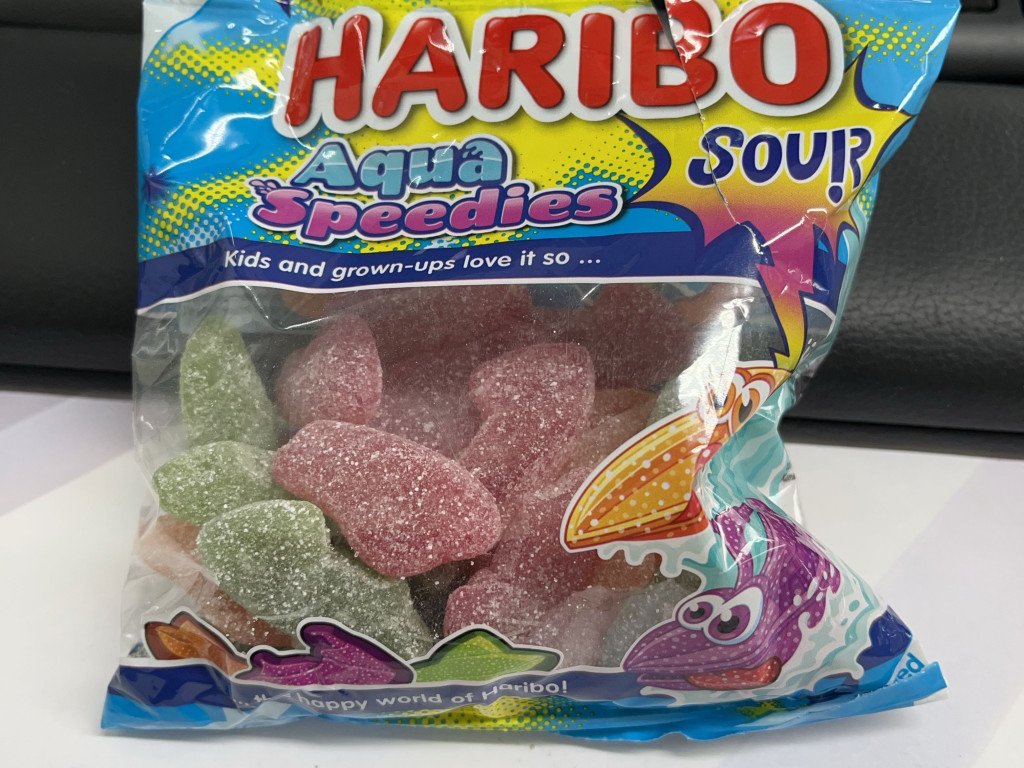 HARIBO
SOUR
Aqua
Speedies
Kids and grown-ups love it so ...
happy world of Haribo!